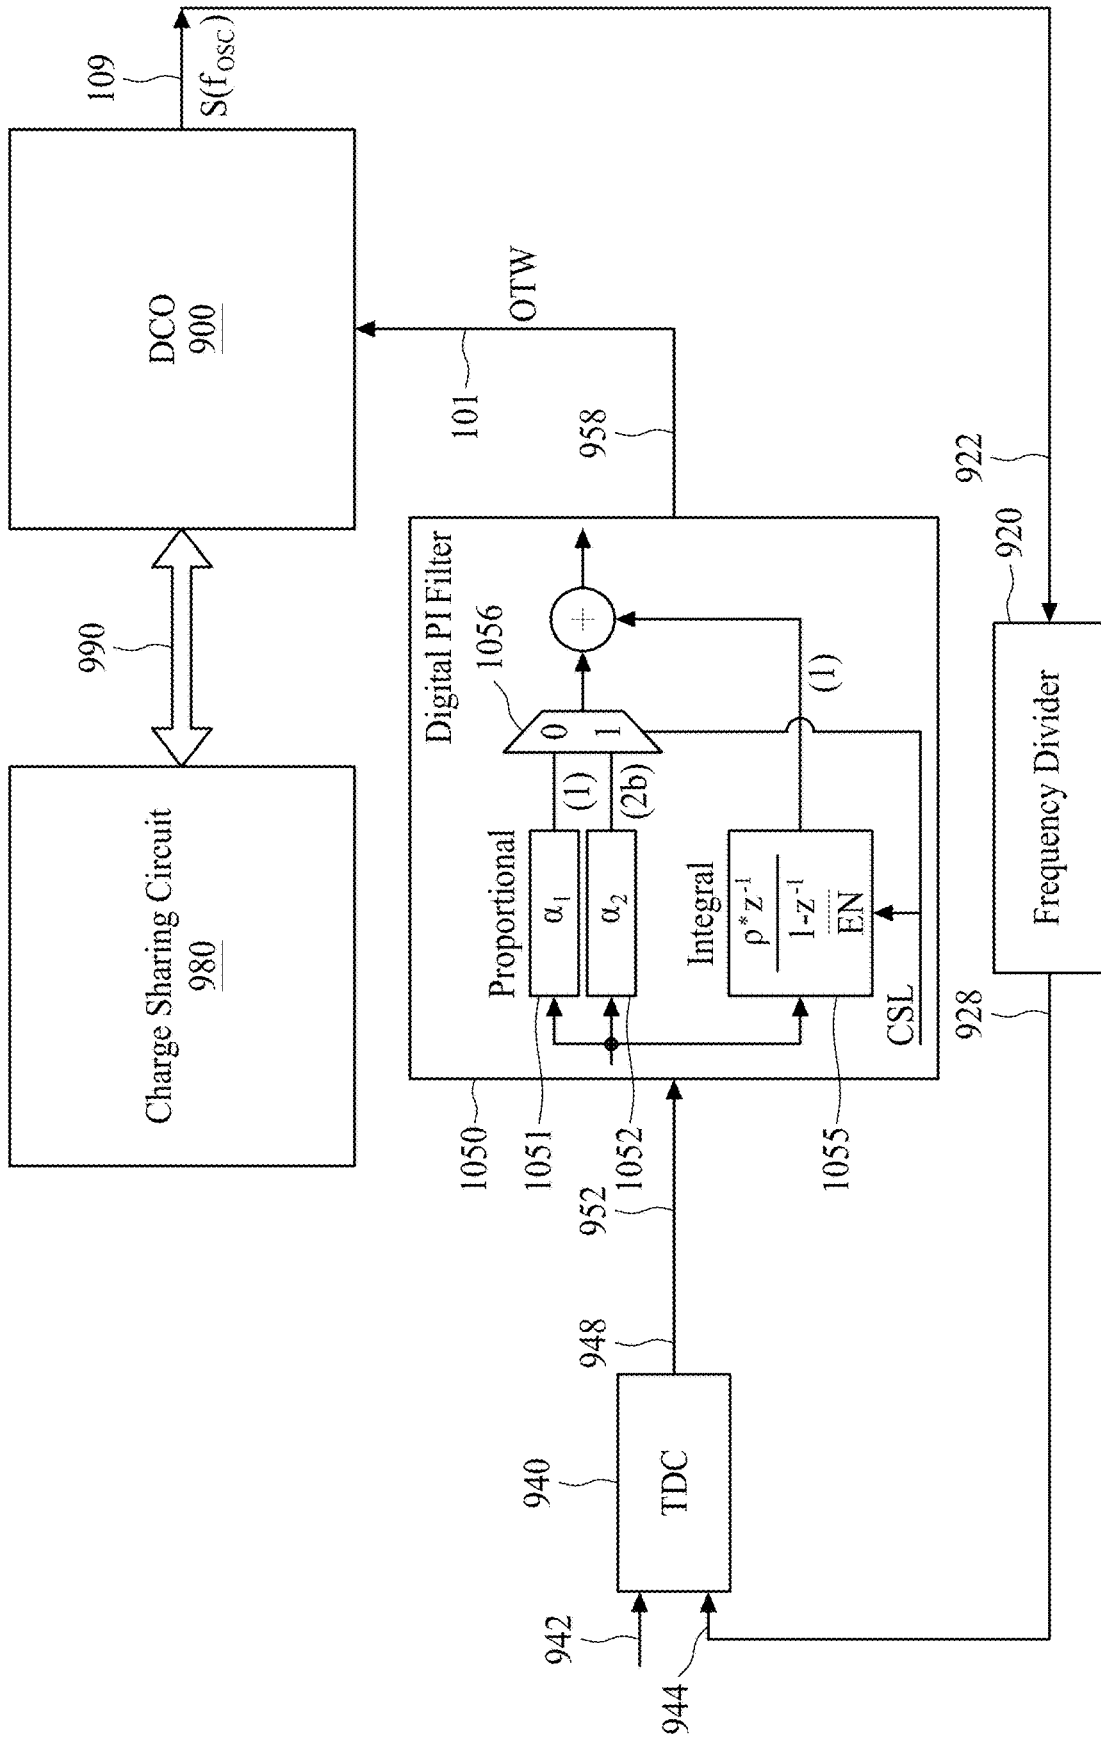 Charge Sharing Circuit
980
990
DCO
900
109
S(f_OSC)
101
OTW
958
Digital PI Filter
1056
Proportional
α₁
α₂
(1)
(2b)
0
1
+
Integral
ρ*z⁻¹
1-z⁻¹
EN
(1)
CSL
1050
1051
1052
1055
952
948
940
TDC
942
944
928
Frequency Divider
920
922